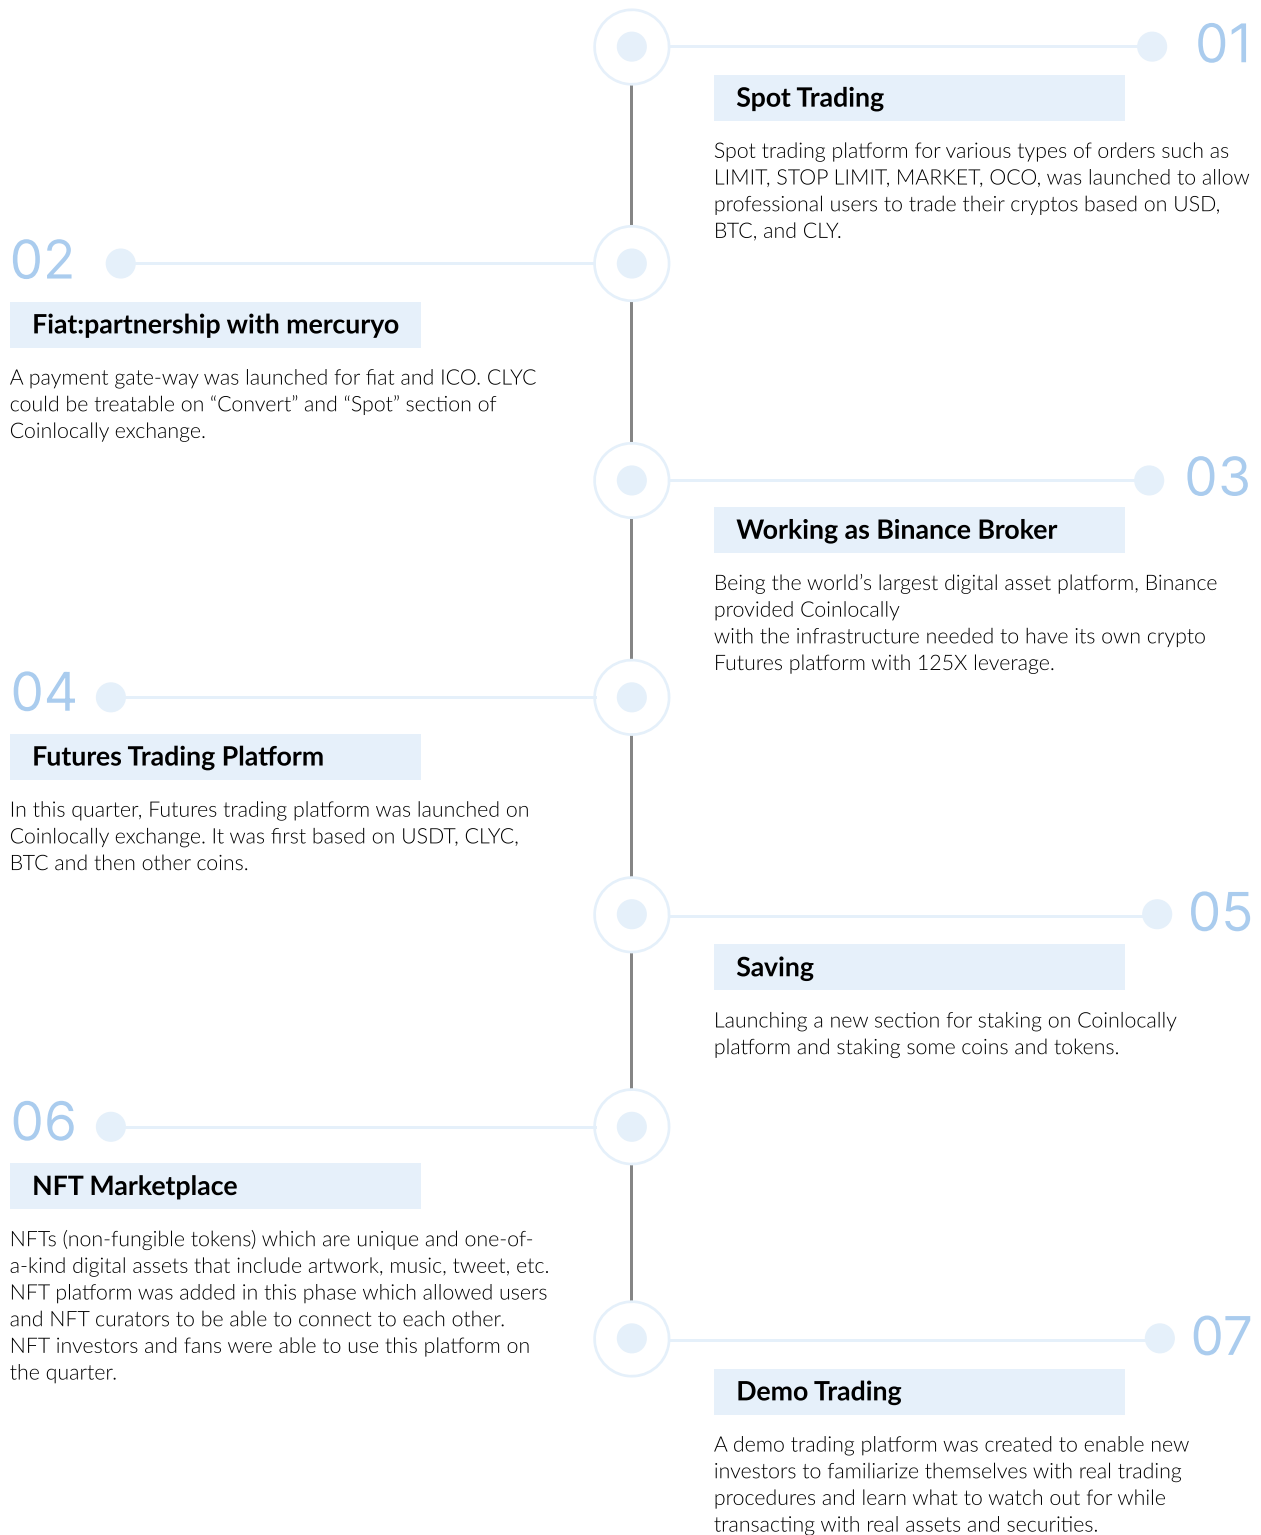 01
Spot Trading
Spot trading platform for various types of orders such as
LIMIT, STOP LIMIT, MARKET, OCO, was launched to allow
professional users to trade their cryptos based on USD,
BTC, and CLY.
02
Fiat:partnership with mercuryo
A payment gate-way was launched for fiat and ICO. CLYC
could be treatable on “Convert” and “Spot” section of
Coinlocally exchange.
03
Working as Binance Broker
Being the world’s largest digital asset platform, Binance
provided Coinlocally
with the infrastructure needed to have its own crypto
Futures platform with 125X leverage.
04
Futures Trading Platform
In this quarter, Futures trading platform was launched on
Coinlocally exchange. It was first based on USDT, CLYC,
BTC and then other coins.
05
Saving
Launching a new section for staking on Coinlocally
platform and staking some coins and tokens.
06
NFT Marketplace
NFTs (non-fungible tokens) which are unique and one-of-
a-kind digital assets that include artwork, music, tweet, etc.
NFT platform was added in this phase which allowed users
and NFT curators to be able to connect to each other.
NFT investors and fans were able to use this platform on
the quarter.
07
Demo Trading
A demo trading platform was created to enable new
investors to familiarize themselves with real trading
procedures and learn what to watch out for while
transacting with real assets and securities.